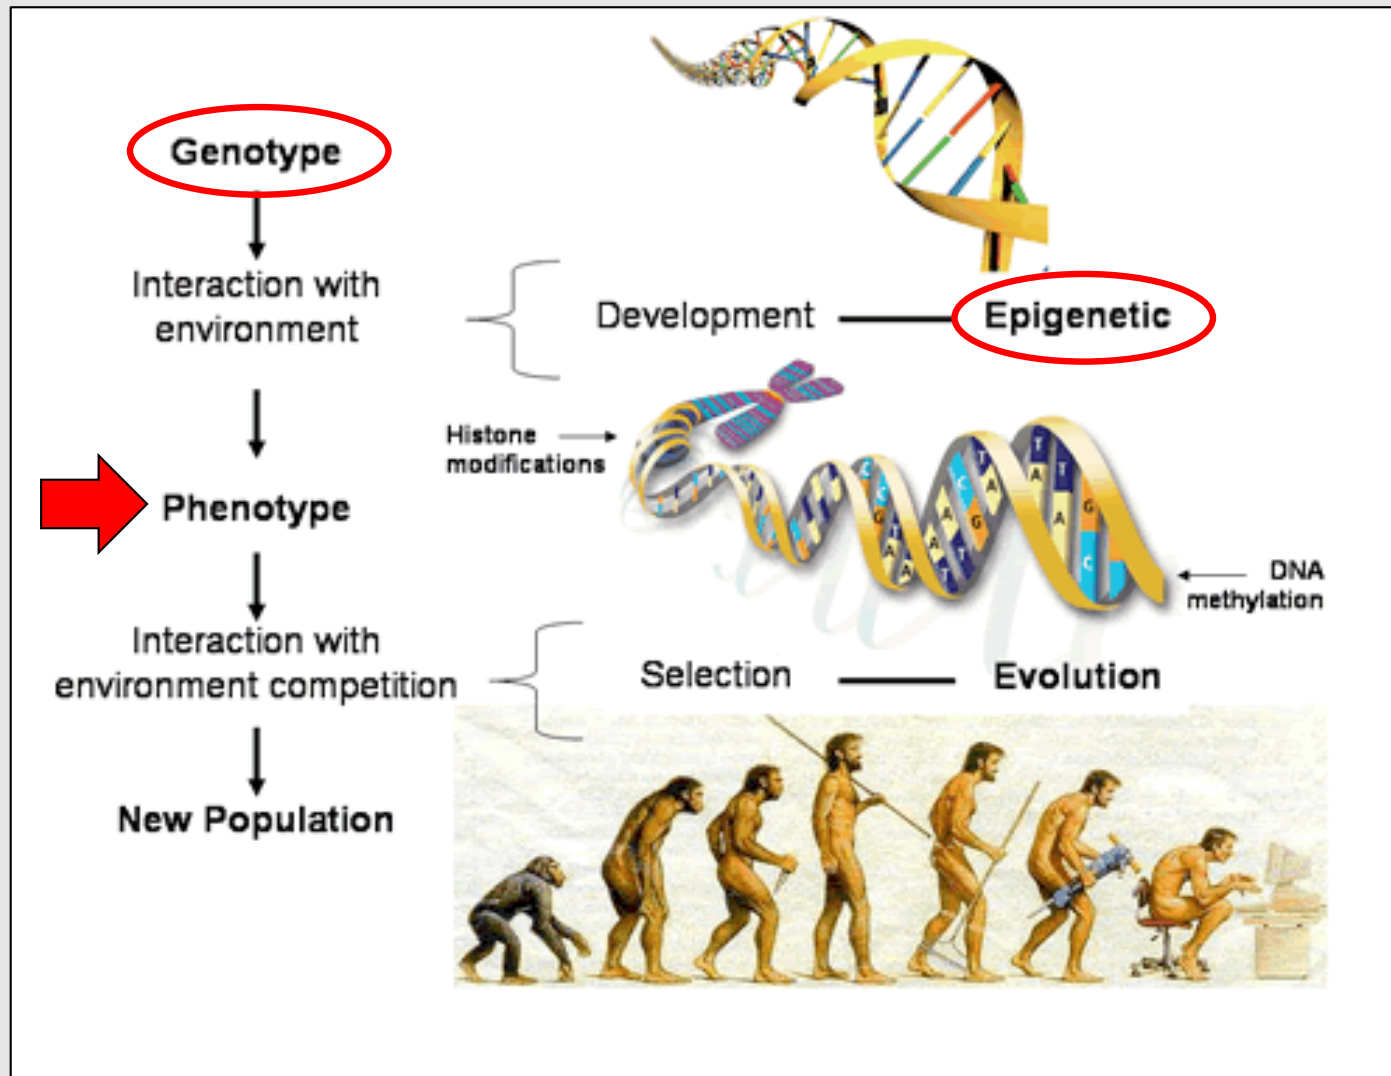 Genotype
Interaction with
environment
Development
Epigenetic
Histone
modifications
Phenotype
T
A
T
A
G
C
C
C
G
T
A
A
C
C
G
T
A
A
A
T
DNA
methylation
Interaction with
environment competition
Selection
Evolution
New Population